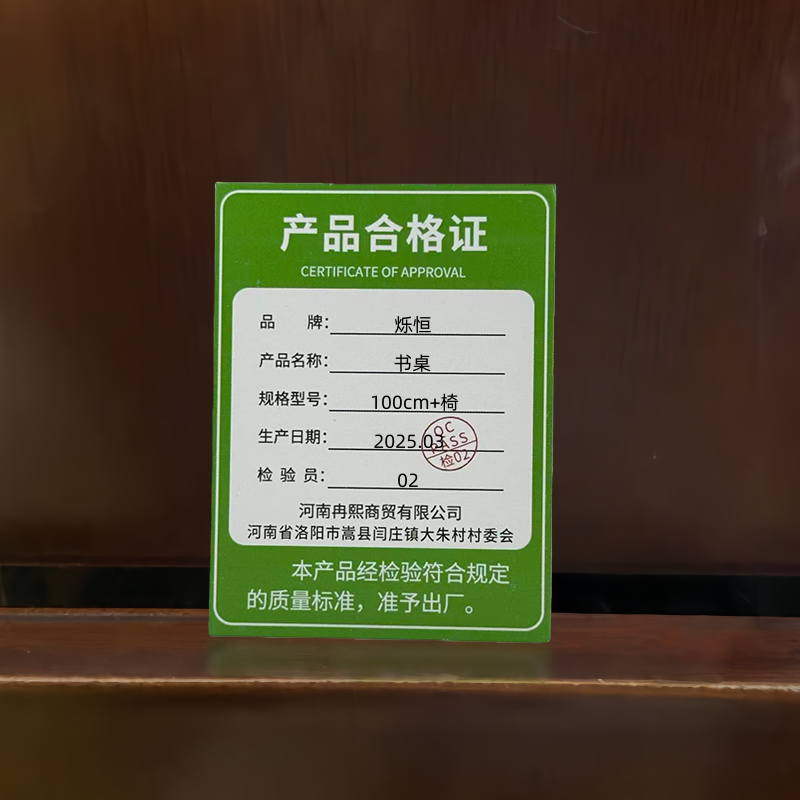 产品合格证
CERTIFICATE OF APPROVAL
品 牌：烁恒
产品名称：书桌
规格型号：100cm+椅
生产日期：2025.03
QC
PASS
检02
检 验 员：02
河南冉熙商贸有限公司
河南省洛阳市嵩县闫庄镇大朱村村委会
本产品经检验符合规定
的质量标准，准予出厂。